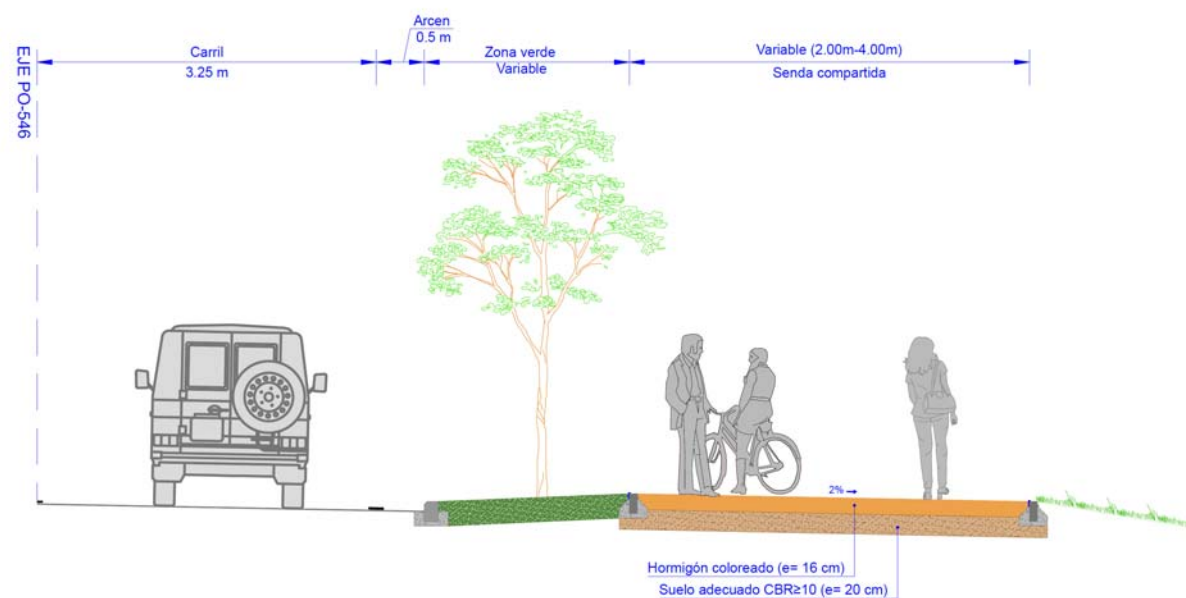 Arcen
0.5 m
EJE PO-546
Carril
3.25 m
Zona verde
Variable
Variable (2.00m-4.00m)
Senda compartida
2%
Hormigón coloreado (e= 16 cm)
Suelo adecuado CBR≥10 (e= 20 cm)